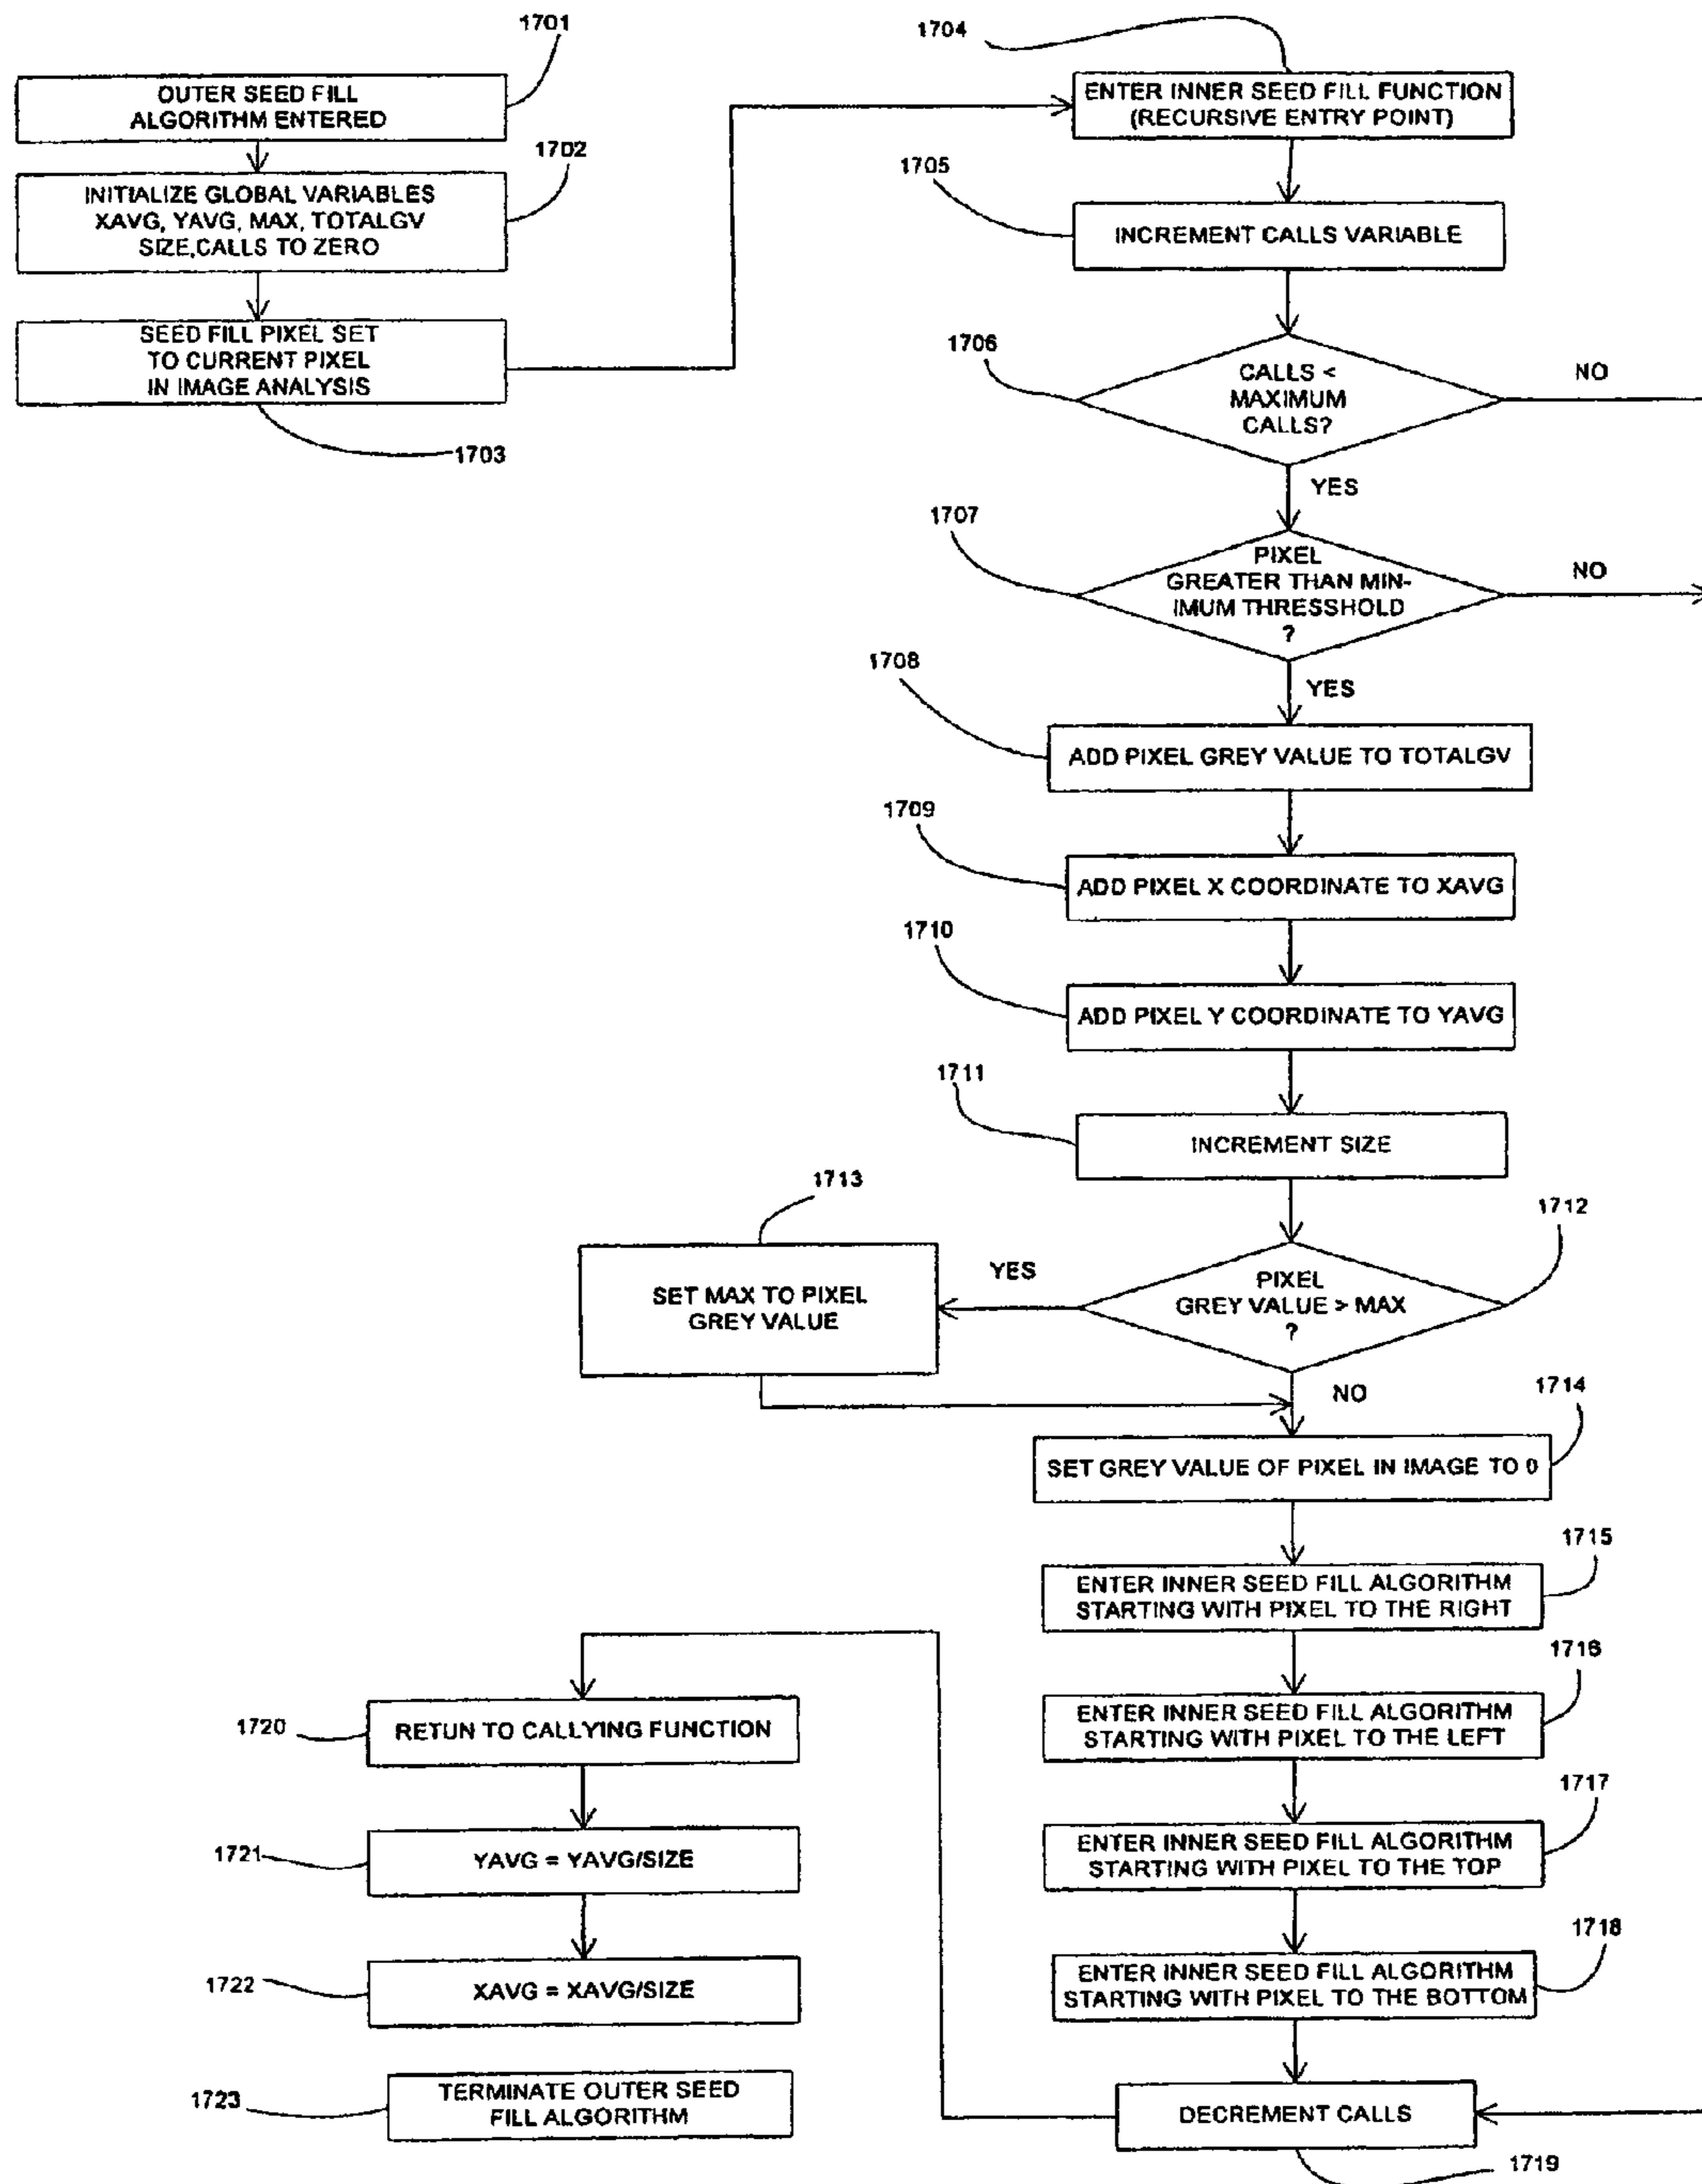 1701
OUTER SEED FILL
ALGORITHM ENTERED
1702
INITIALIZE GLOBAL VARIABLES
XAVG, YAVG, MAX, TOTALGV
SIZE,CALLS TO ZERO
SEED FILL PIXEL SET
TO CURRENT PIXEL
IN IMAGE ANALYSIS
1703
1704
ENTER INNER SEED FILL FUNCTION
(RECURSIVE ENTRY POINT)
1705
INCREMENT CALLS VARIABLE
1706
CALLS <
MAXIMUM
CALLS?
NO
YES
1707
PIXEL
GREATER THAN MIN-
IMUM THRESSHOLD
?
NO
YES
1708
ADD PIXEL GREY VALUE TO TOTALGV
1709
ADD PIXEL X COORDINATE TO XAVG
1710
ADD PIXEL Y COORDINATE TO YAVG
1711
INCREMENT SIZE
1712
PIXEL
GREY VALUE > MAX
?
YES
1713
SET MAX TO PIXEL
GREY VALUE
NO
1714
SET GREY VALUE OF PIXEL IN IMAGE TO 0
1715
ENTER INNER SEED FILL ALGORITHM
STARTING WITH PIXEL TO THE RIGHT
1716
ENTER INNER SEED FILL ALGORITHM
STARTING WITH PIXEL TO THE LEFT
1717
ENTER INNER SEED FILL ALGORITHM
STARTING WITH PIXEL TO THE TOP
1718
ENTER INNER SEED FILL ALGORITHM
STARTING WITH PIXEL TO THE BOTTOM
DECREMENT CALLS
1719
1720
RETUN TO CALLYING FUNCTION
1721
YAVG = YAVG/SIZE
1722
XAVG = XAVG/SIZE
1723
TERMINATE OUTER SEED
FILL ALGORITHM